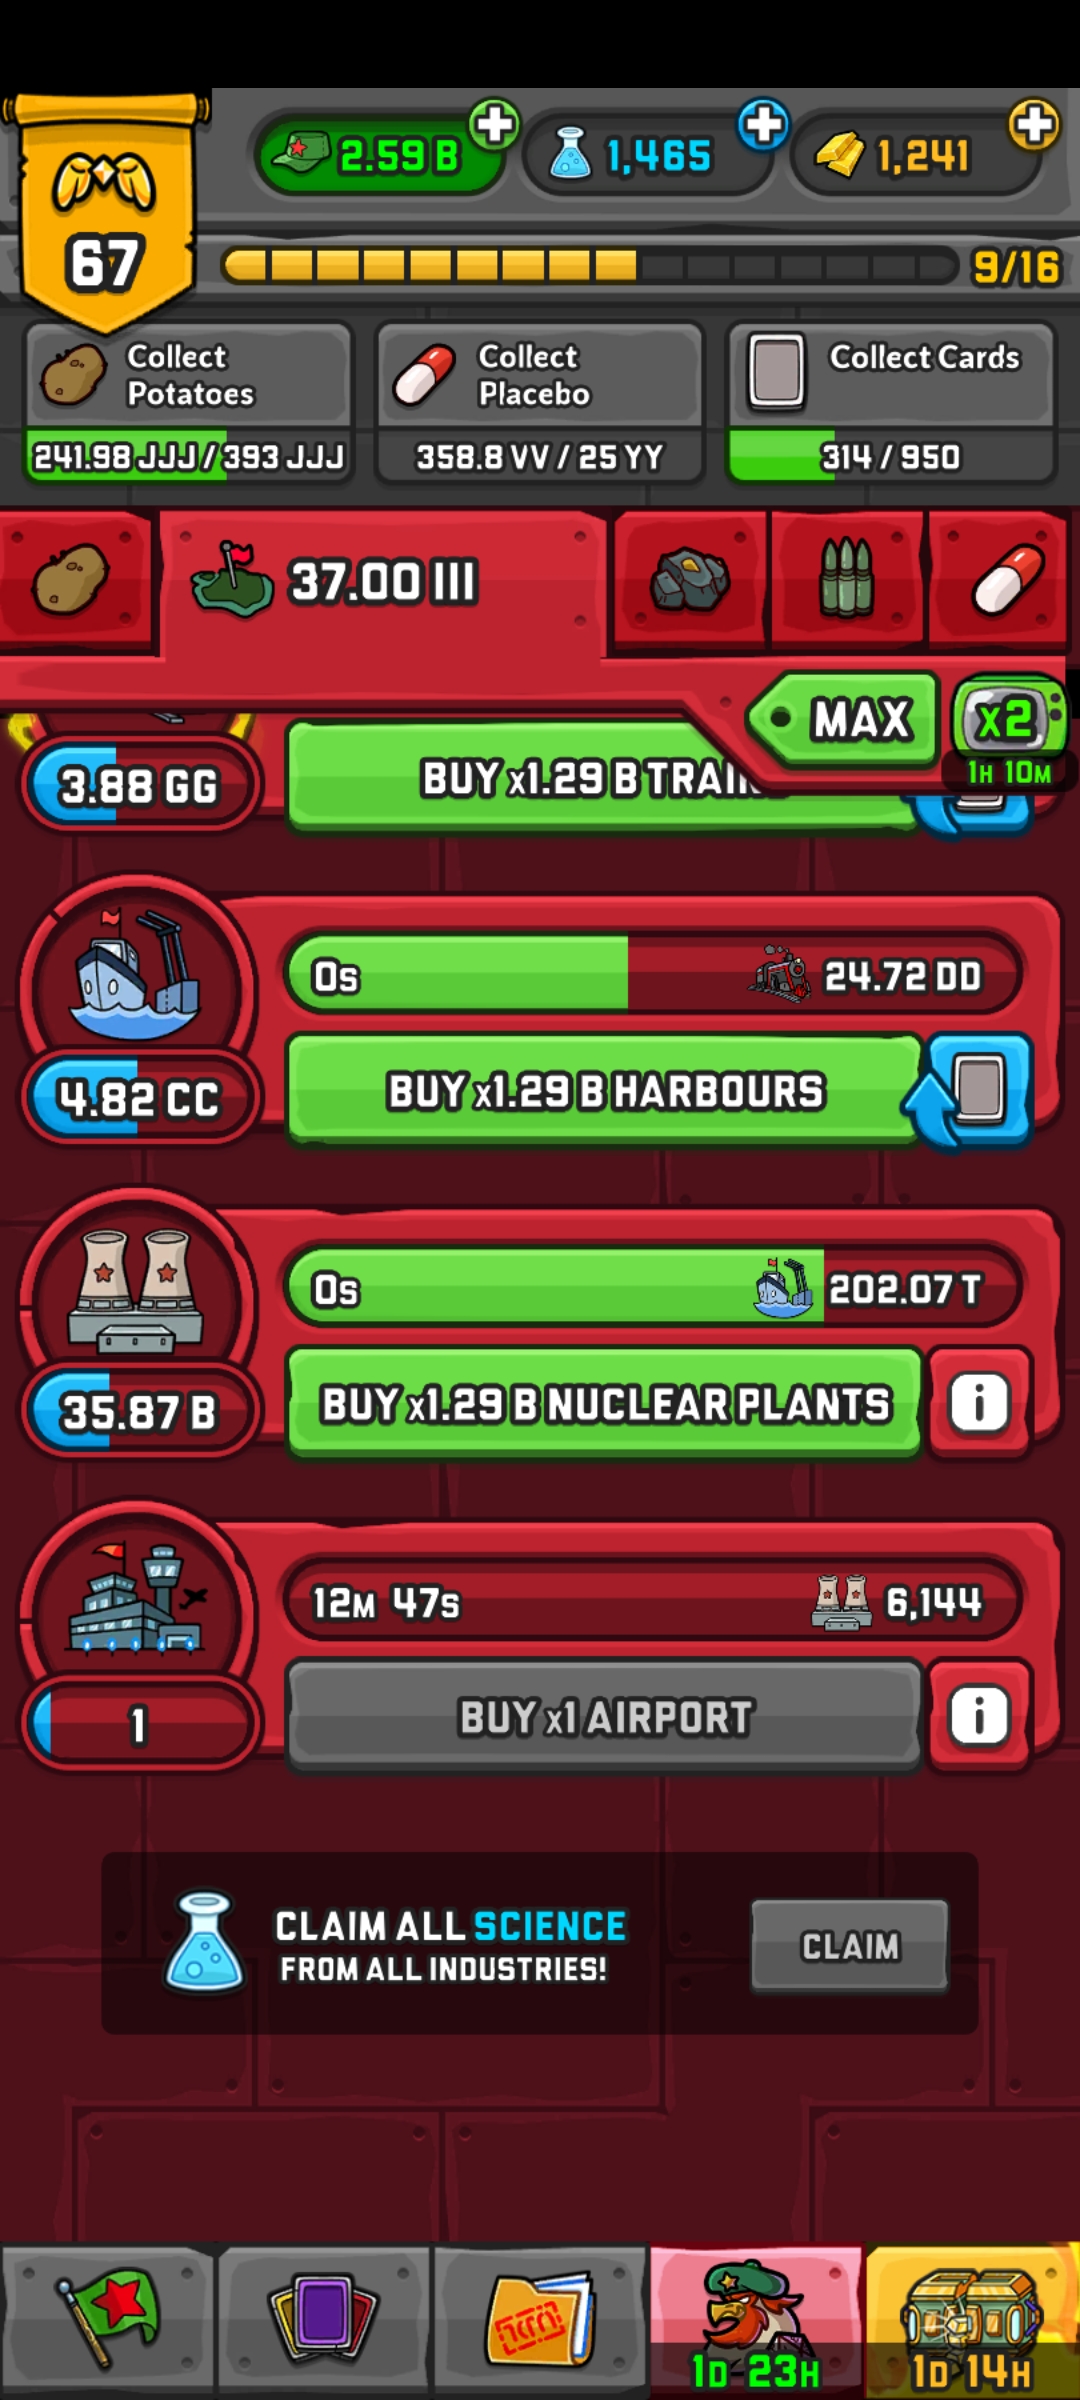 2.59 B
1,465
1,241
67
9/16
Collect
Potatoes
241.98 JJJ / 393 JJJ
Collect
Placebo
358.8 VV / 25 YY
Collect Cards
314 / 950
37.00 III
MAX
x2
1H 10M
3.88 GG
BUY x1.29 B
0s
24.72 DD
4.82 CC
BUY x1.29 B HARBOURS
0s
202.07 T
35.87 B
BUY x1.29 B NUCLEAR PLANTS
i
12M 47s
6,144
1
BUY x1 AIRPORT
i
CLAIM ALL SCIENCE
FROM ALL INDUSTRIES!
CLAIM
1D 23H
1D 14H